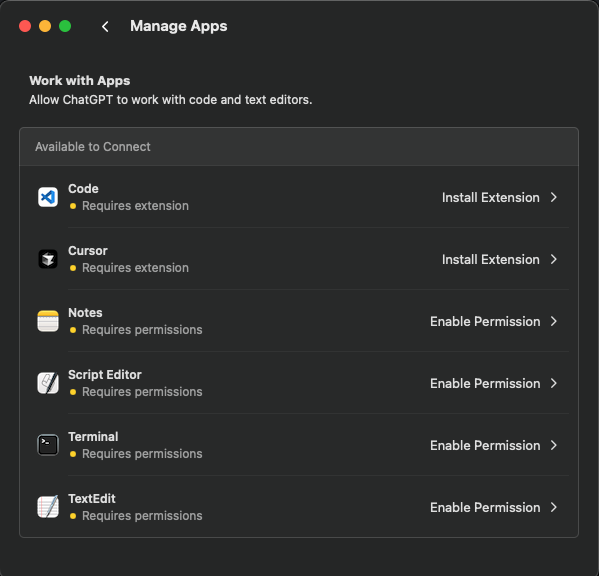 Manage Apps
Work with Apps
Allow ChatGPT to work with code and text editors.
Available to Connect
Code
Requires extension
Install Extension
Cursor
Requires extension
Install Extension
Notes
Requires permissions
Enable Permission
Script Editor
Requires permissions
Enable Permission
Terminal
Requires permissions
Enable Permission
TextEdit
Requires permissions
Enable Permission